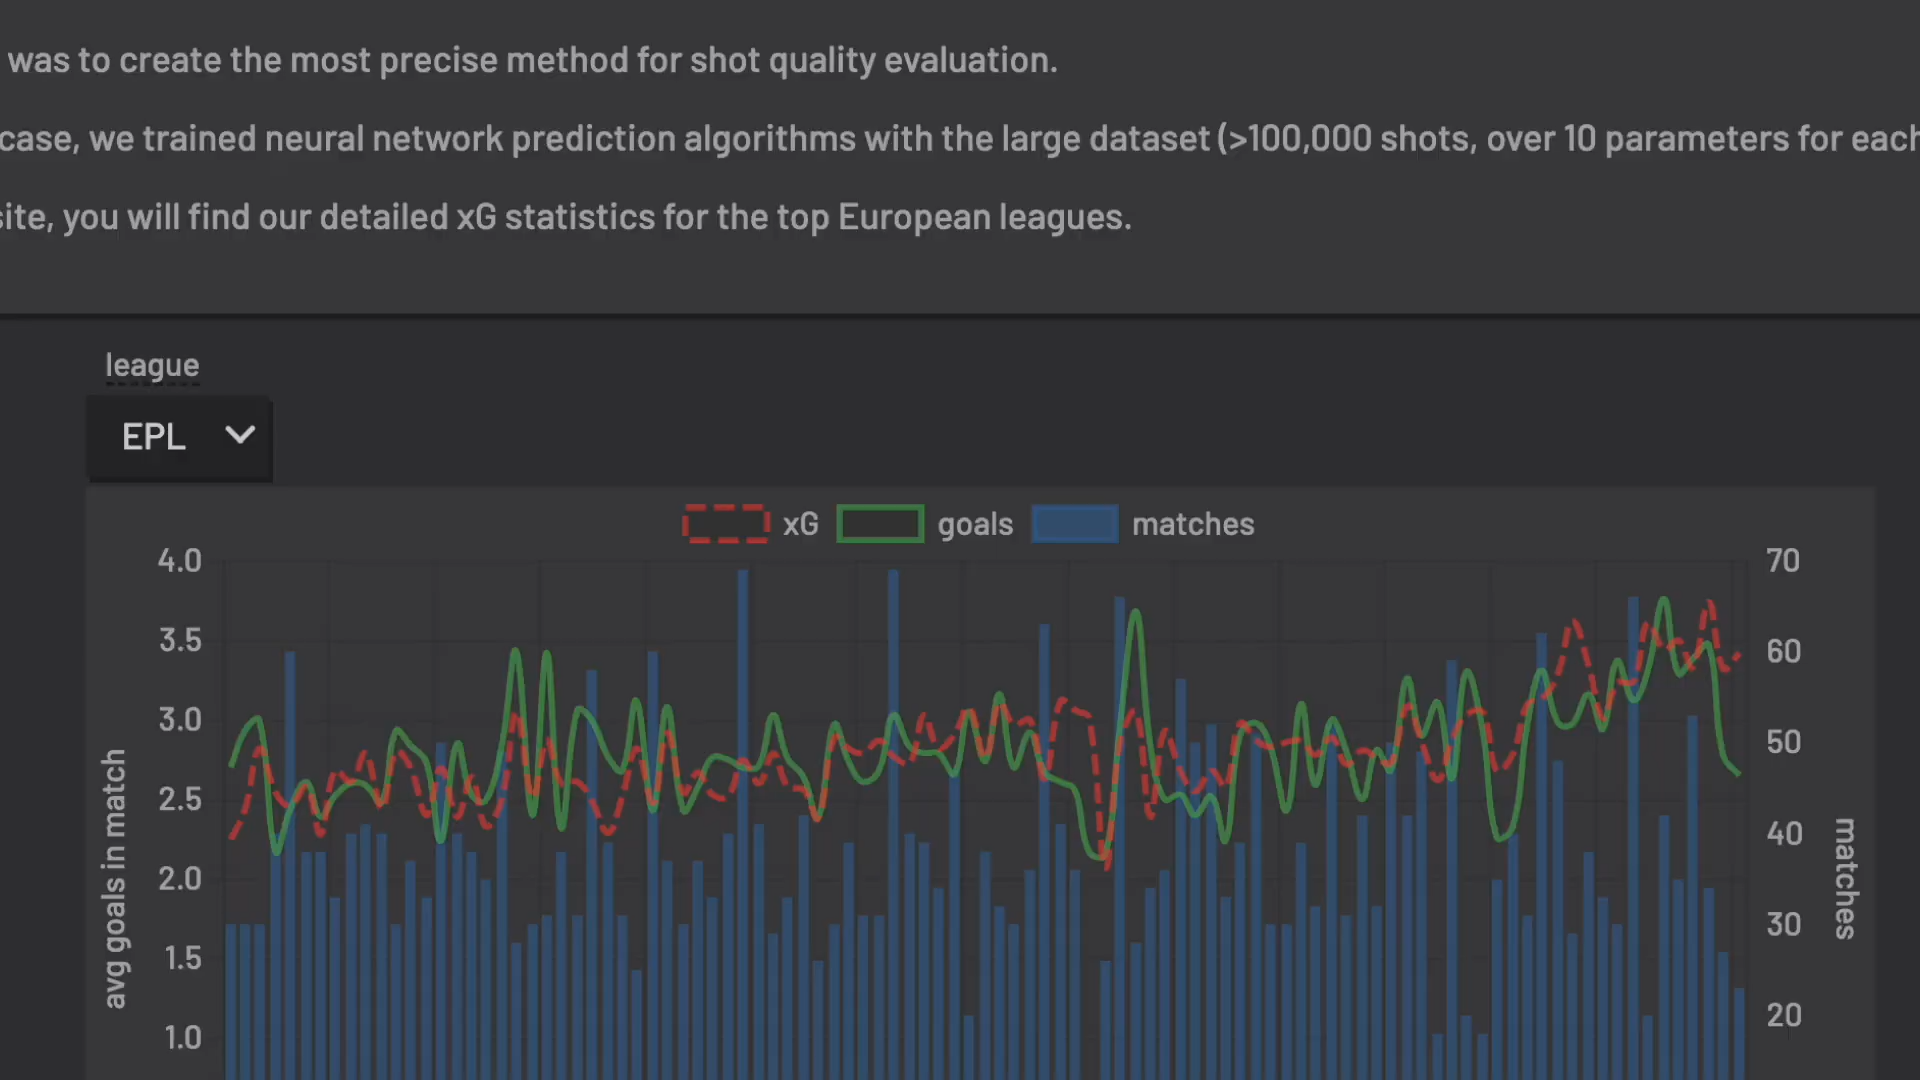 was to create the most precise method for shot quality evaluation.
case, we trained neural network prediction algorithms with the large dataset (>100,000 shots, over 10 parameters for each
site, you will find our detailed xG statistics for the top European leagues.
league
EPL
xG goals matches
4.0
3.5
3.0
2.5
2.0
1.5
1.0
avg goals in match
70
60
50
40
30
20
matches